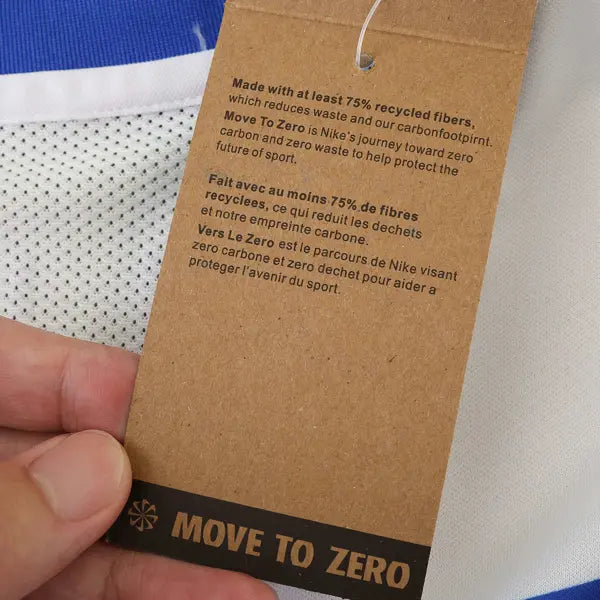 Made with at least 75% recycled fibers,
which reduces waste and our carbonfootpirnt.
Move To Zero is Nike's journey toward zero
carbon and zero waste to help protect the
future of sport.
Fait avec au moins 75% de fibres
recyclees, ce qui reduit les dechets
et notre empreinte carbone.
Vers Le Zero est le parcours de Nike visant
zero carbone et zero dechet pour aider a
proteger l'avenir du sport.
MOVE TO ZERO